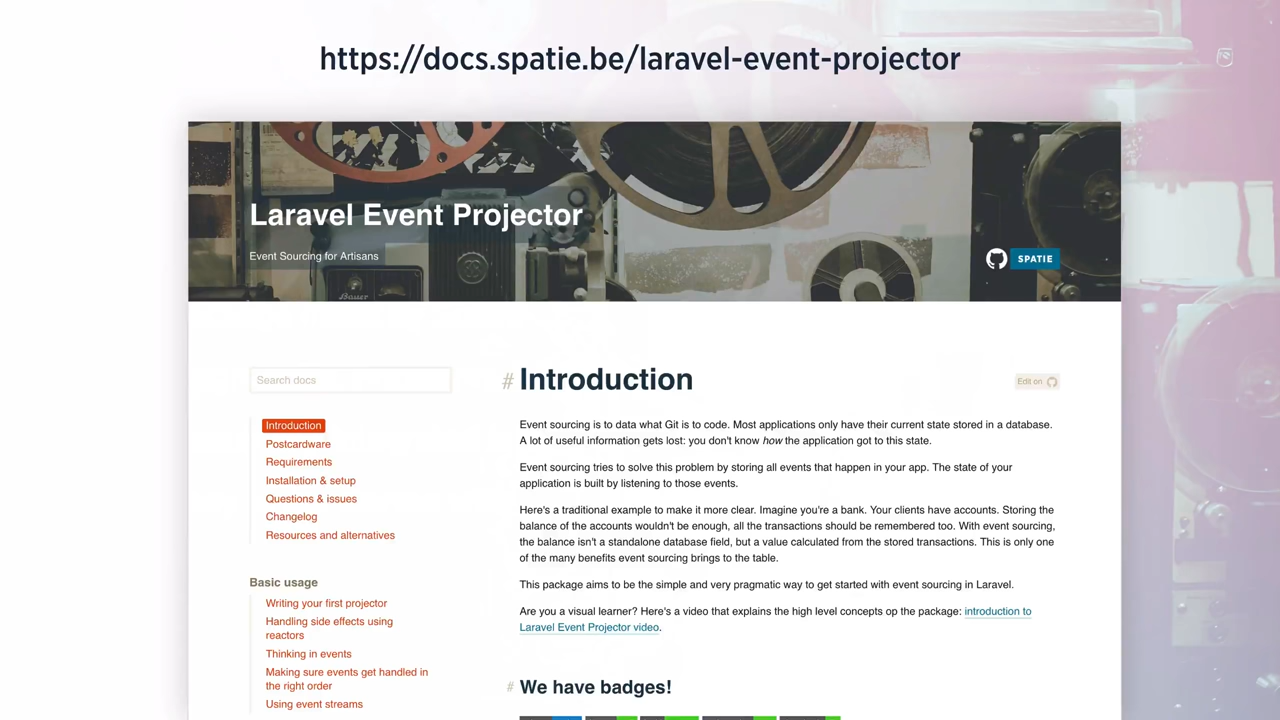 https://docs.spatie.be/laravel-event-projector
Laravel Event Projector
Event Sourcing for Artisans
Bauer
SPATIE
Search docs
Introduction
Postcardware
Requirements
Installation & setup
Questions & issues
Changelog
Resources and alternatives
Basic usage
Writing your first projector
Handling side effects using
reactors
Thinking in events
Making sure events get handled in
the right order
Using event streams
# Introduction
Edit on
Event sourcing is to data what Git is to code. Most applications only have their current state stored in a database.
A lot of useful information gets lost: you don't know how the application got to this state.
Event sourcing tries to solve this problem by storing all events that happen in your app. The state of your
application is built by listening to those events.
Here's a traditional example to make it more clear. Imagine you're a bank. Your clients have accounts. Storing the
balance of the accounts wouldn't be enough, all the transactions should be remembered too. With event sourcing,
the balance isn't a standalone database field, but a value calculated from the stored transactions. This is only one
of the many benefits event sourcing brings to the table.
This package aims to be the simple and very pragmatic way to get started with event sourcing in Laravel.
Are you a visual learner? Here's a video that explains the high level concepts op the package: introduction to
Laravel Event Projector video.
# We have badges!